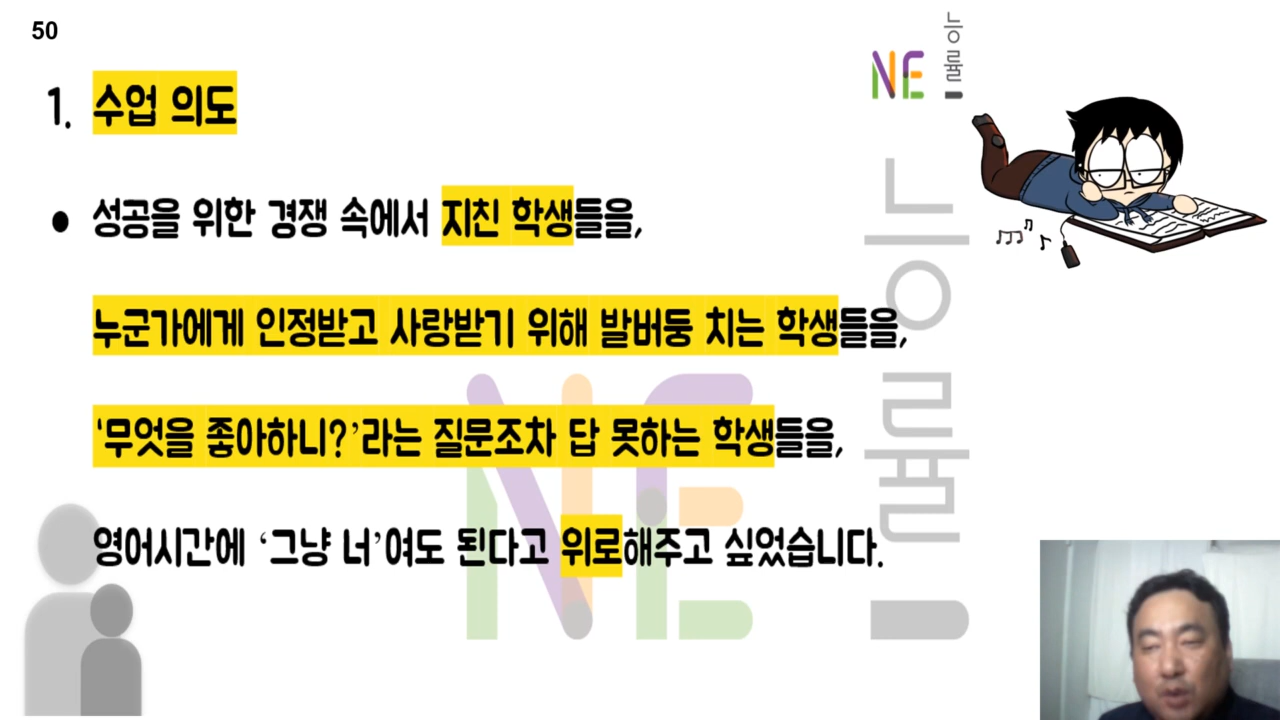 50
NE 능률
1. 수업 의도
• 성공을 위한 경쟁 속에서 지친 학생들을,
누군가에게 인정받고 사랑받기 위해 발버둥 치는 학생들을,
‘무엇을 좋아하니?’라는 질문조차 답 못하는 학생들을,
영어시간에 ‘그냥 너’여도 된다고 위로해주고 싶었습니다.
NE 능률